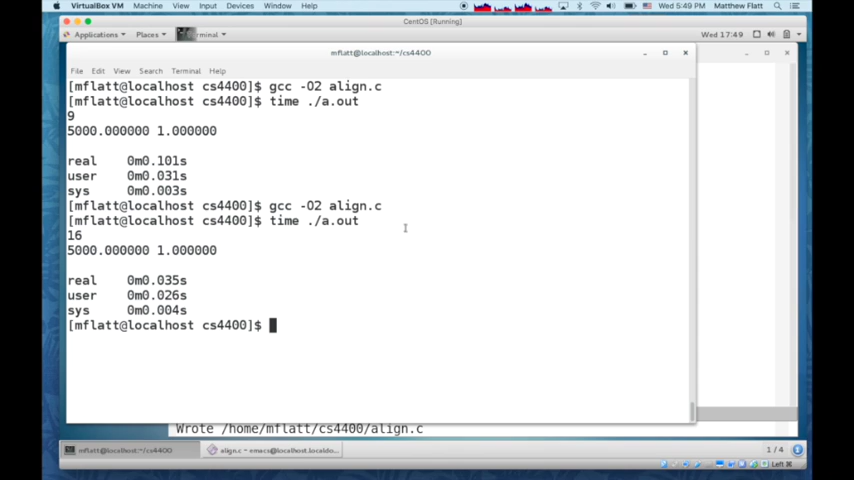 VirtualBox VM Machine View Input Devices Window Help
Wed 5:49 PM Matthew Flatt
CentOS [Running]
Applications Places rminal Wed 17:49
mflatt@localhost:~/cs4400
File Edit View Search Terminal Help
[mflatt@localhost cs4400]$ gcc -O2 align.c
[mflatt@localhost cs4400]$ time ./a.out
9
5000.000000 1.000000
real 0m0.101s
user 0m0.031s
sys 0m0.003s
[mflatt@localhost cs4400]$ gcc -O2 align.c
[mflatt@localhost cs4400]$ time ./a.out
16
5000.000000 1.000000
real 0m0.035s
user 0m0.026s
sys 0m0.004s
[mflatt@localhost cs4400]$
Wrote /home/mflatt/cs4400/align.c
mflatt@localhost:~/cs4400 align.c - emacs@localhost.localdo... 1 / 4
Left ⌘